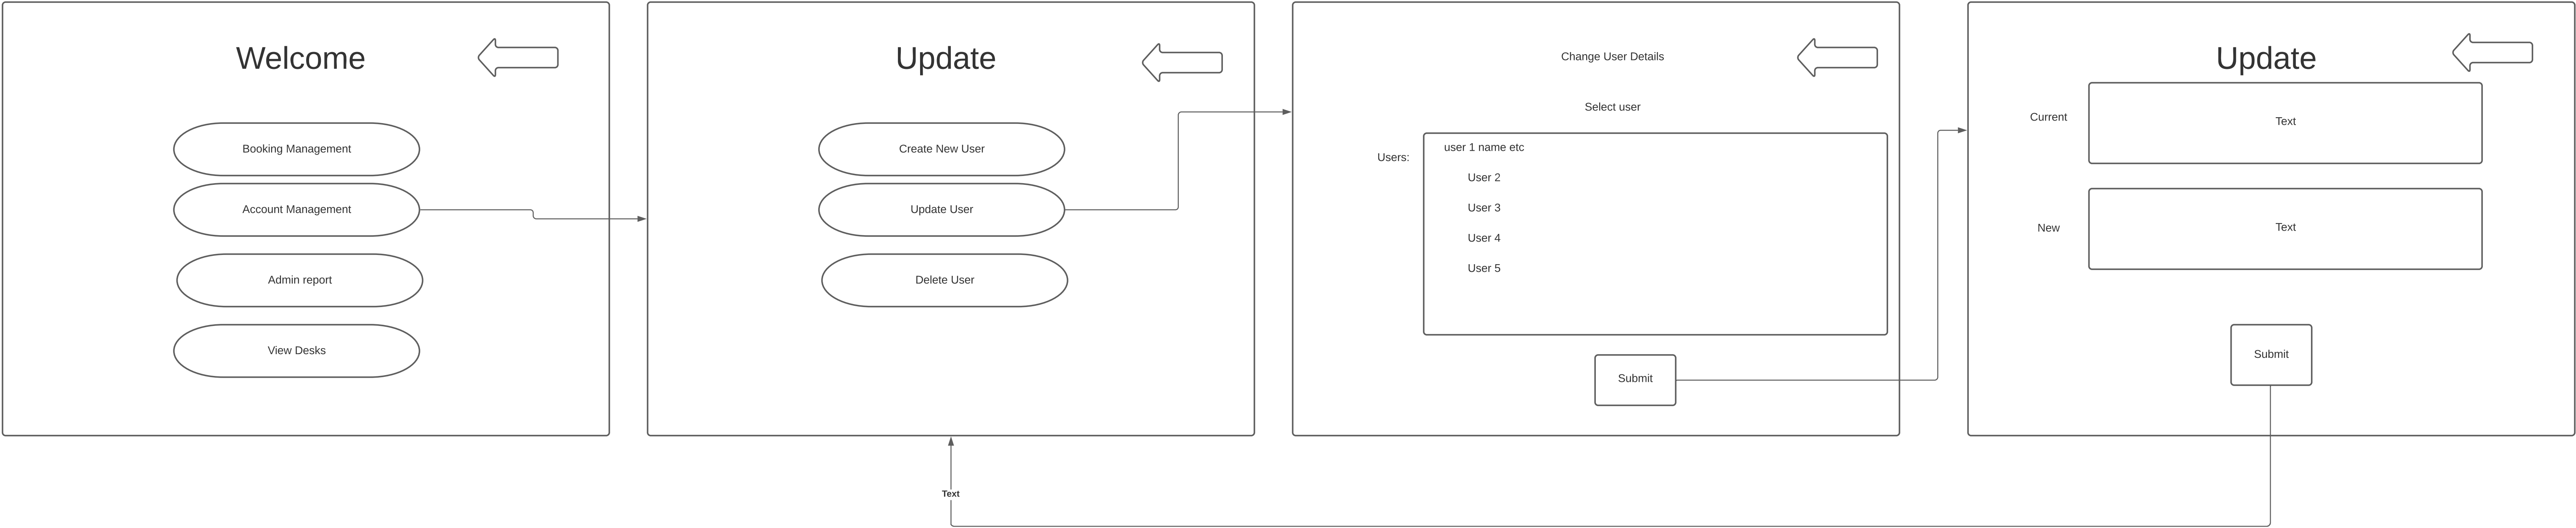 Welcome
Booking Management
Account Management
Admin report
View Desks
Update
Create New User
Update User
Delete User
Change User Details
Select user
Users:
user 1 name etc
User 2
User 3
User 4
User 5
Submit
Update
Current
Text
New
Text
Submit
Text